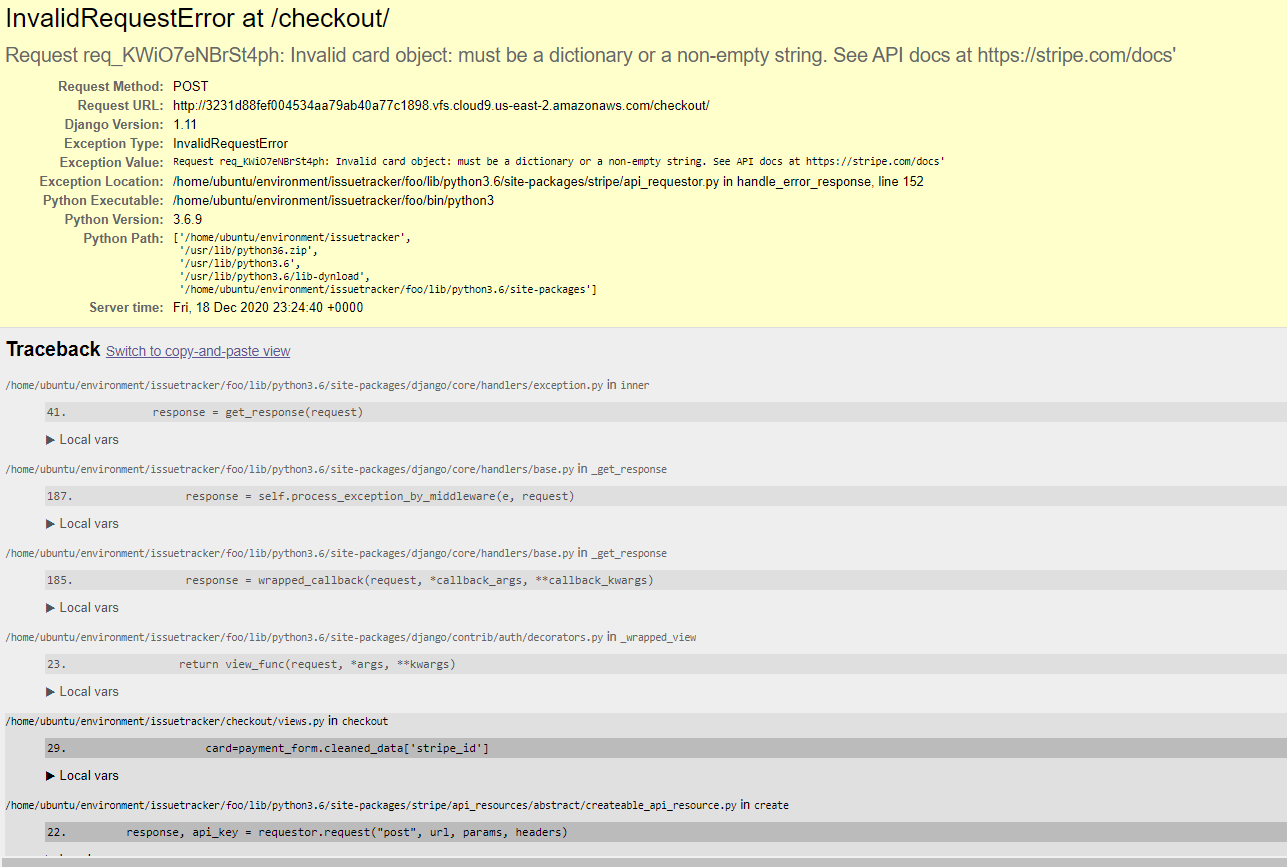 InvalidRequestError at /checkout/
Request req_KWiO7eNBrSt4ph: Invalid card object: must be a dictionary or a non-empty string. See API docs at https://stripe.com/docs'
Request Method: POST
Request URL: http://3231d88fef004534aa79ab40a77c1898.vfs.cloud9.us-east-2.amazonaws.com/checkout/
Django Version: 1.11
Exception Type: InvalidRequestError
Exception Value: Request req_KWiO7eNBrSt4ph: Invalid card object: must be a dictionary or a non-empty string. See API docs at https://stripe.com/docs'
Exception Location: /home/ubuntu/environment/issuetracker/foo/lib/python3.6/site-packages/stripe/api_requestor.py in handle_error_response, line 152
Python Executable: /home/ubuntu/environment/issuetracker/foo/bin/python3
Python Version: 3.6.9
Python Path: ['/home/ubuntu/environment/issuetracker',
'/usr/lib/python36.zip',
'/usr/lib/python3.6',
'/usr/lib/python3.6/lib-dynload',
'/home/ubuntu/environment/issuetracker/foo/lib/python3.6/site-packages']
Server time: Fri, 18 Dec 2020 23:24:40 +0000
Traceback Switch to copy-and-paste view
/home/ubuntu/environment/issuetracker/foo/lib/python3.6/site-packages/django/core/handlers/exception.py in inner
41. response = get_response(request)
▶ Local vars
/home/ubuntu/environment/issuetracker/foo/lib/python3.6/site-packages/django/core/handlers/base.py in _get_response
187. response = self.process_exception_by_middleware(e, request)
▶ Local vars
/home/ubuntu/environment/issuetracker/foo/lib/python3.6/site-packages/django/core/handlers/base.py in _get_response
185. response = wrapped_callback(request, *callback_args, **callback_kwargs)
▶ Local vars
/home/ubuntu/environment/issuetracker/foo/lib/python3.6/site-packages/django/contrib/auth/decorators.py in _wrapped_view
23. return view_func(request, *args, **kwargs)
▶ Local vars
/home/ubuntu/environment/issuetracker/checkout/views.py in checkout
29. card=payment_form.cleaned_data['stripe_id']
▶ Local vars
/home/ubuntu/environment/issuetracker/foo/lib/python3.6/site-packages/stripe/api_resources/abstract/createable_api_resource.py in create
22. response, api_key = requestor.request("post", url, params, headers)